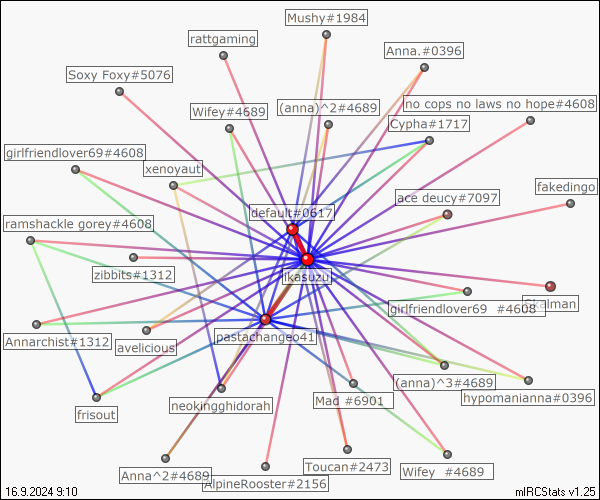 Mushy#1984
rattgaming
Anna.#0396
Soxy Foxy#5076
Wifey#4689
(anna)^2#4689
no cops no laws no hope#4608
Cypha#1717
girlfriendlover69#4608
xenoyaut
ace deucy#7097
fakedingo
default#0617
ramshackle gorey#4608
zibbits#1312
ikasuzu
girlfriendlover69 #4608
Skalman
Annarchist#1312
avelicious
pastachangeo41
(anna)^3#4689
hypomanianna#0396
frisout
neokingghidorah
Mad #6901
Anna^2#4689
AlpineRooster#2156
Toucan#2473
Wifey #4689
16.9.2024 9:10
mIRCStats v1.25